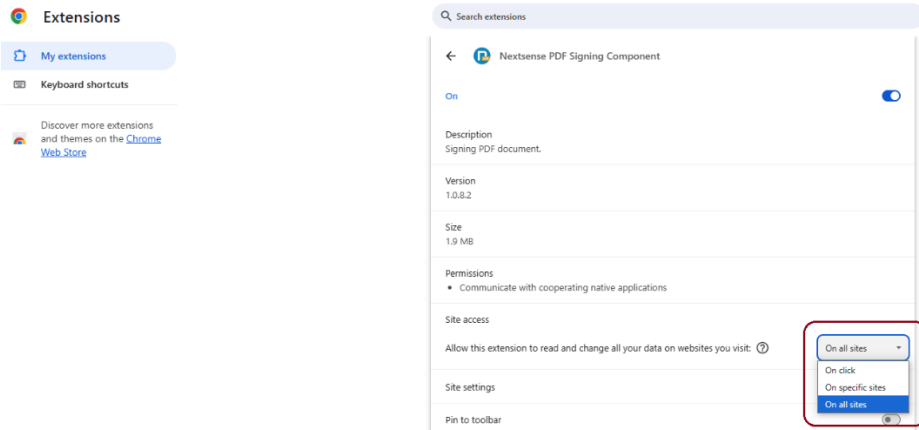 Extensions
Search extensions
My extensions
Keyboard shortcuts
Discover more extensions
and themes on the Chrome
Web Store
Nextsense PDF Signing Component
On
Description
Signing PDF document.
Version
1.0.8.2
Size
1.9 MB
Permissions
• Communicate with cooperating native applications
Site access
Allow this extension to read and change all your data on websites you visit:
On all sites
On click
On specific sites
On all sites
Site settings
Pin to toolbar